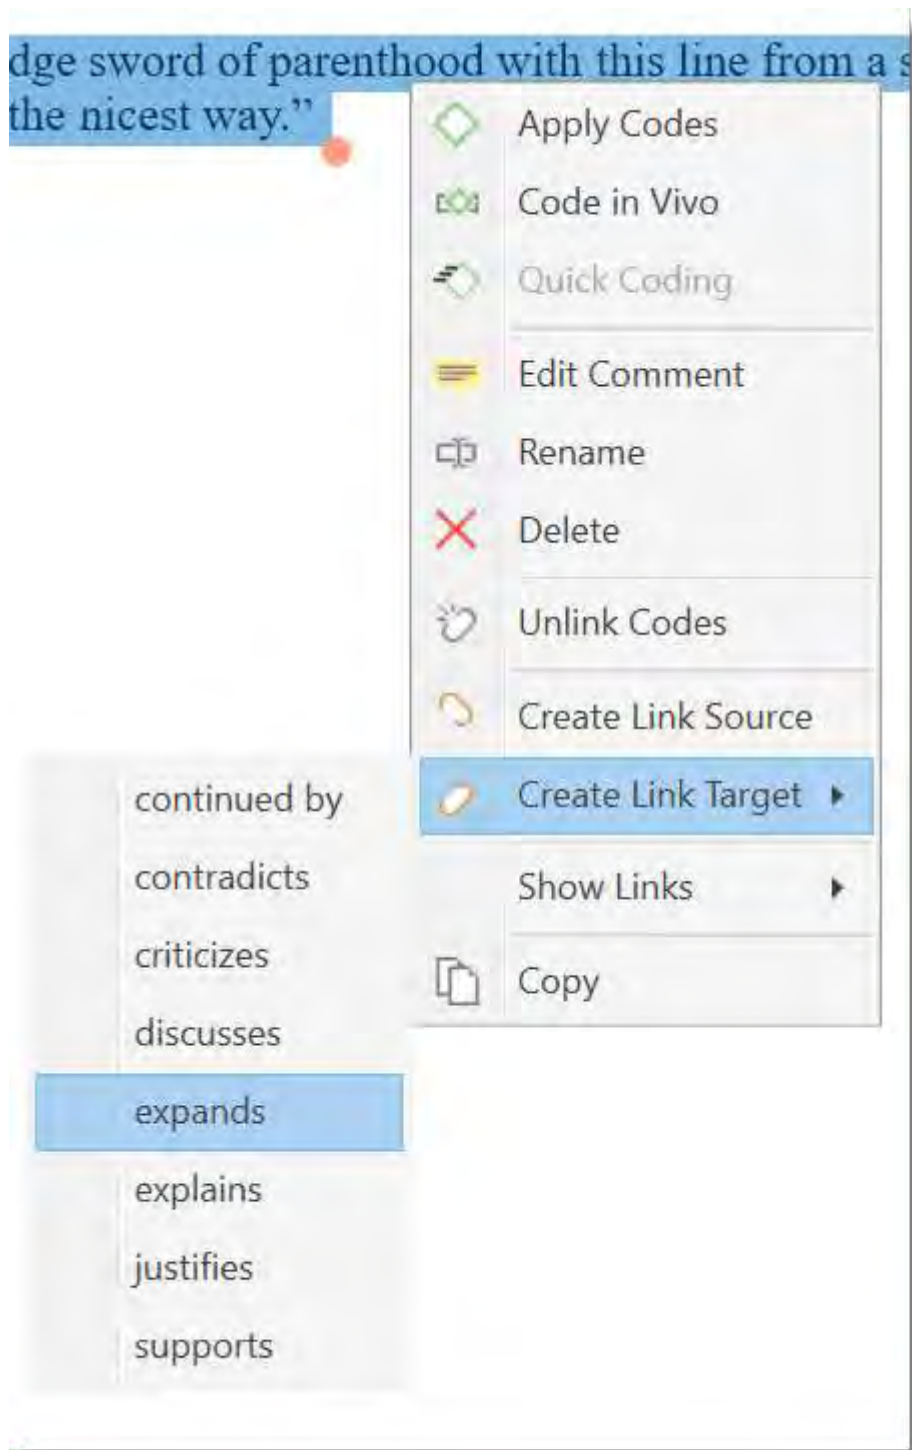 dge sword of parenthood with this line from a s
the nicest way.”
Apply Codes
Code in Vivo
Quick Coding
Edit Comment
Rename
Delete
Unlink Codes
Create Link Source
Create Link Target
Show Links
Copy
continued by
contradicts
criticizes
discusses
expands
explains
justifies
supports